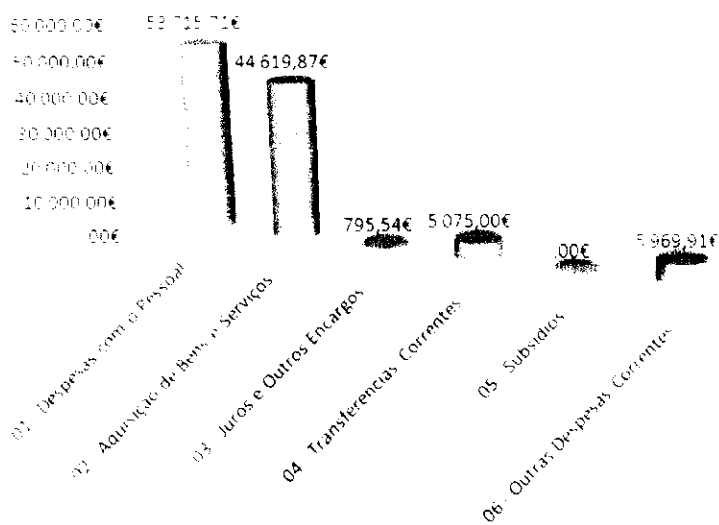 60 000,00€
50 000,00€
40 000,00€
30 000,00€
20 000,00€
10 000,00€
,00€
44 619,87€
795,54€
5 075,00€
,00€
5 969,91€
01 Despesas com o Pessoal
02 Aquisição de Bens e Serviços
03 Juros e Outros Encargos
04 Transferencias Correntes
05 Subsídios
06 - Outras Despesas Correntes